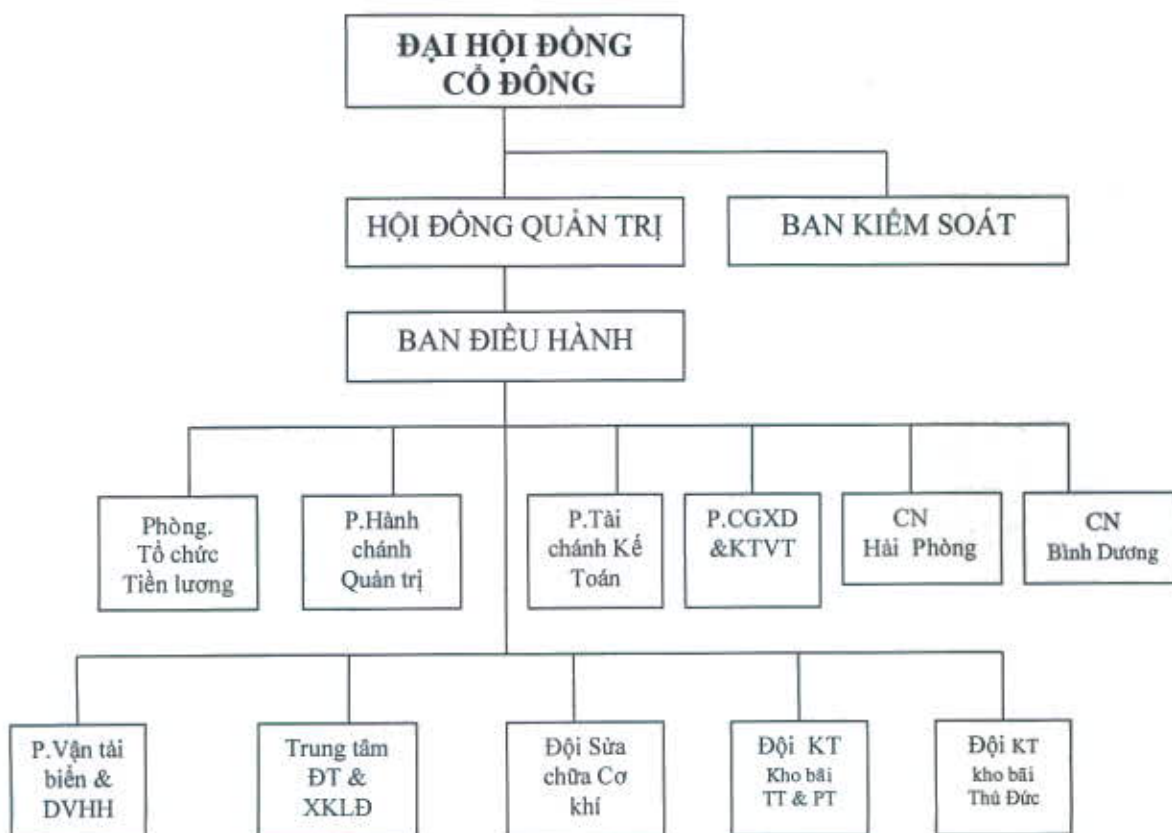 ĐẠI HỘI ĐỒNG
CỔ ĐÔNG
HỘI ĐỒNG QUẢN TRỊ
BAN KIỂM SOÁT
BAN ĐIỀU HÀNH
Phòng.
Tổ chức
Tiền lương
P.Hành
chánh
Quản trị
P.Tài
chánh Kế
Toán
P.CGXD
&KTVT
CN
Hải Phòng
CN
Bình Dương
P.Vận tải
biển &
DVHH
Trung tâm
ĐT &
XKLĐ
Đội Sửa
chữa Cơ
khí
Đội KT
Kho bãi
TT & PT
Đội KT
kho bãi
Thủ Đức